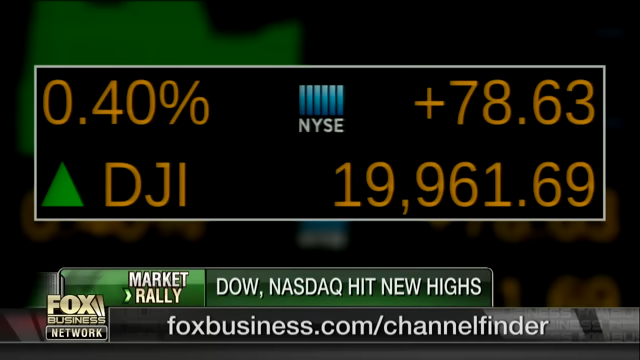 0.40%
NYSE
+78.63
▲ DJI
19,961.69
MARKET
RALLY
DOW, NASDAQ HIT NEW HIGHS
FOX
BUSINESS
NETWORK
foxbusiness.com/channelfinder